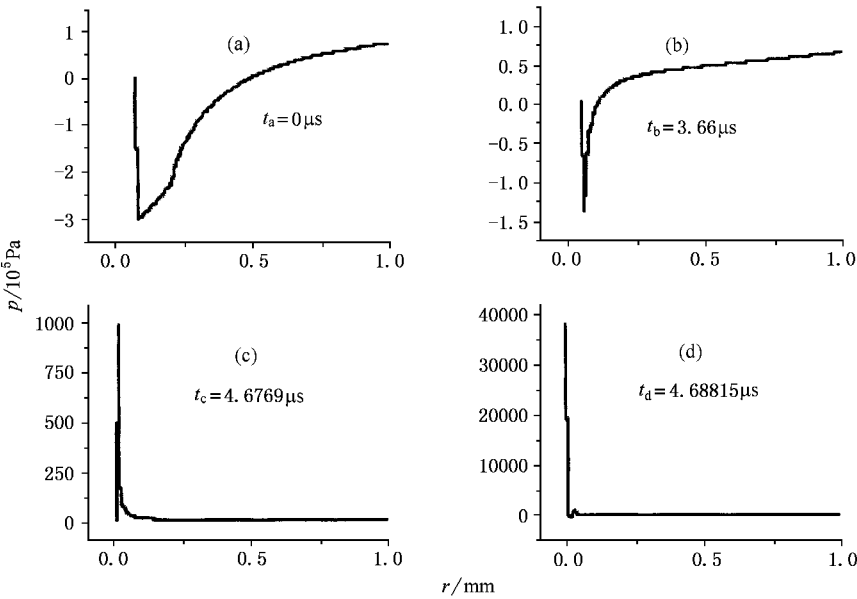 (a)
1
0
−1
−2
−3
t_a=0μs
0.0 0.5 1.0
(b)
1.0
0.5
0.0
−0.5
−1.0
−1.5
t_b=3.66μs
0.0 0.5 1.0
p/10⁵Pa
(c)
1000
750
500
250
0
t_c=4.6769μs
0.0 0.5 1.0
(d)
40000
30000
20000
10000
0
t_d=4.68815μs
0.0 0.5 1.0
r/mm